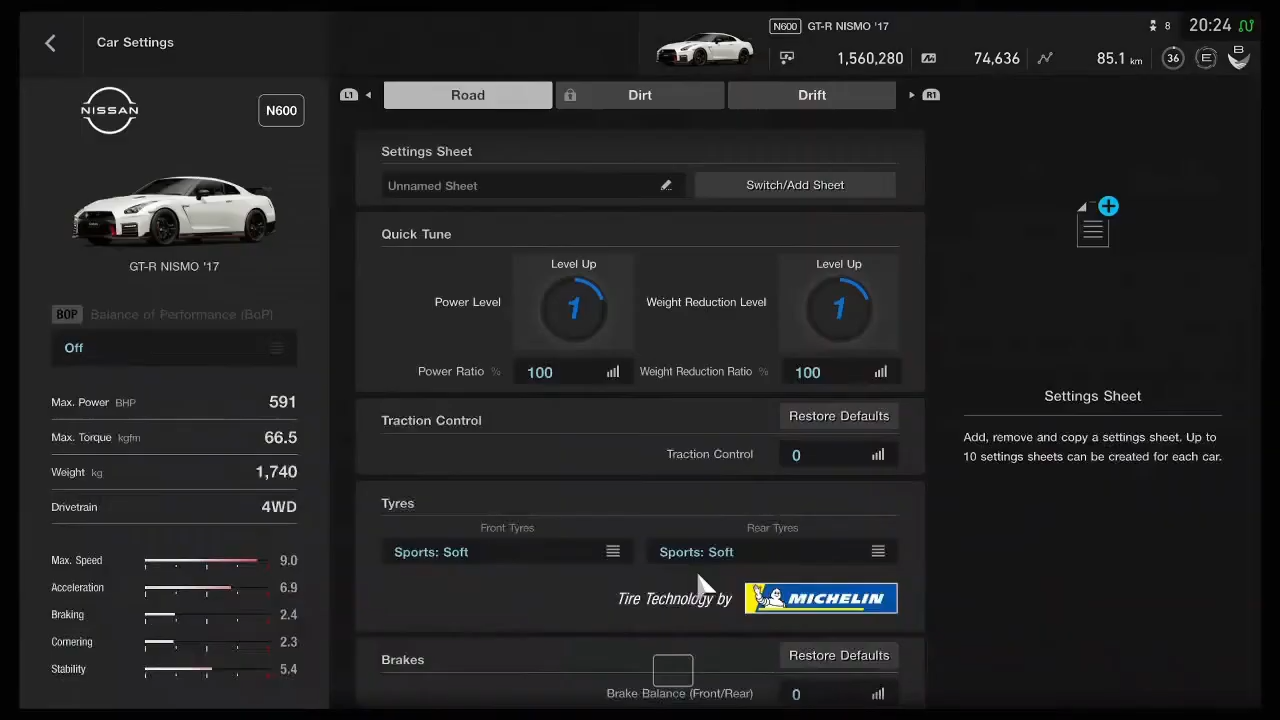 Car Settings
N600 GT-R NISMO '17
8 20:24
1,560,280 74,636 85.1 km 36 E B
NISSAN
N600
GT-R NISMO '17
BOP Balance of Performance (BoP)
Off
Max. Power BHP 591
Max. Torque kgfm 66.5
Weight kg 1,740
Drivetrain 4WD
Max. Speed 9.0
Acceleration 6.9
Braking 2.4
Cornering 2.3
Stability 5.4
L1 Road Dirt Drift R1
Settings Sheet
Unnamed Sheet Switch/Add Sheet
Quick Tune
Level Up Level Up
Power Level 1 Weight Reduction Level 1
Power Ratio % 100 Weight Reduction Ratio % 100
Traction Control Restore Defaults
Traction Control 0
Tyres
Front Tyres Rear Tyres
Sports: Soft Sports: Soft
Tire Technology by MICHELIN
Brakes Restore Defaults
Brake Balance (Front/Rear) 0
Settings Sheet
Add, remove and copy a settings sheet. Up to
10 settings sheets can be created for each car.